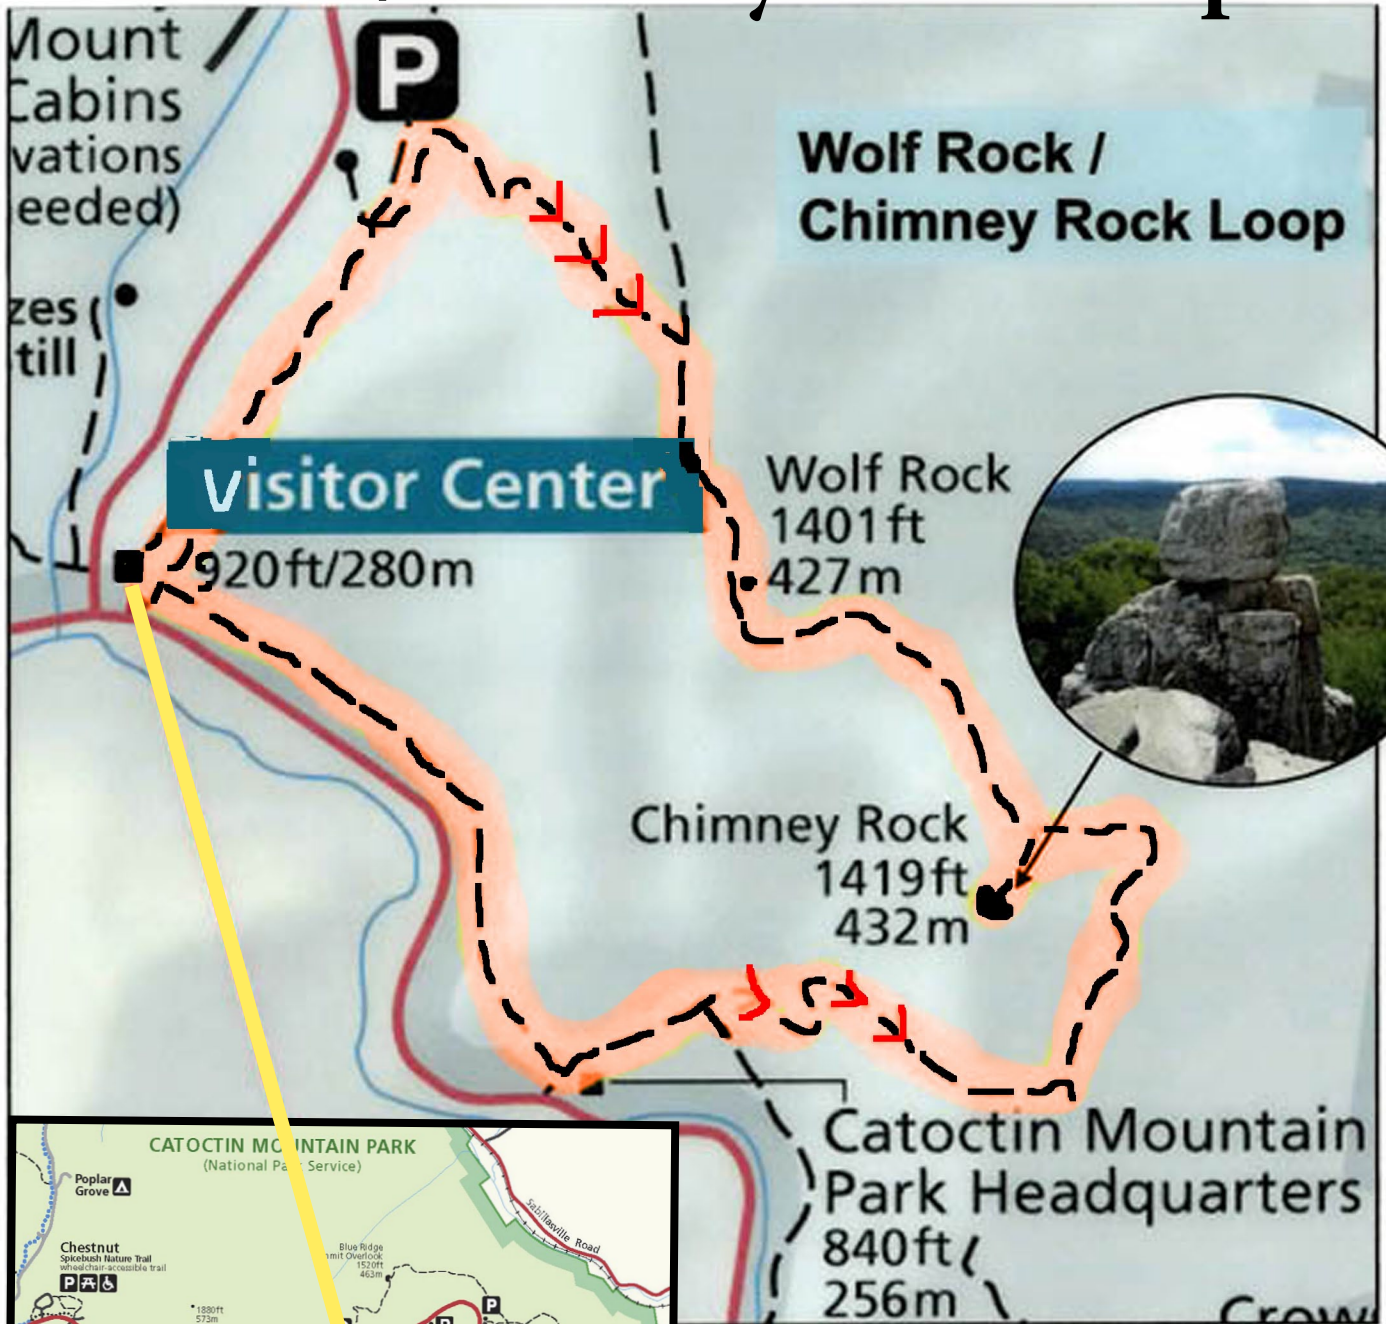 Mount
Cabins
vations
eeded)
P
Wolf Rock /
Chimney Rock Loop
zes
till
Visitor Center
920ft/280m
Wolf Rock
1401ft
427m
Chimney Rock
1419ft
432m
Catoctin Mountain
Park Headquarters
840ft
256m
CATOCTIN MOUNTAIN PARK
(National Park Service)
Poplar
Grove
Sabillasville Road
Chestnut
Spicebush Nature Trail
wheelchair-accessible trail
P
Blue Ridge
mit Overlook
1520ft
463m
1880ft
573m
P
P
Crow